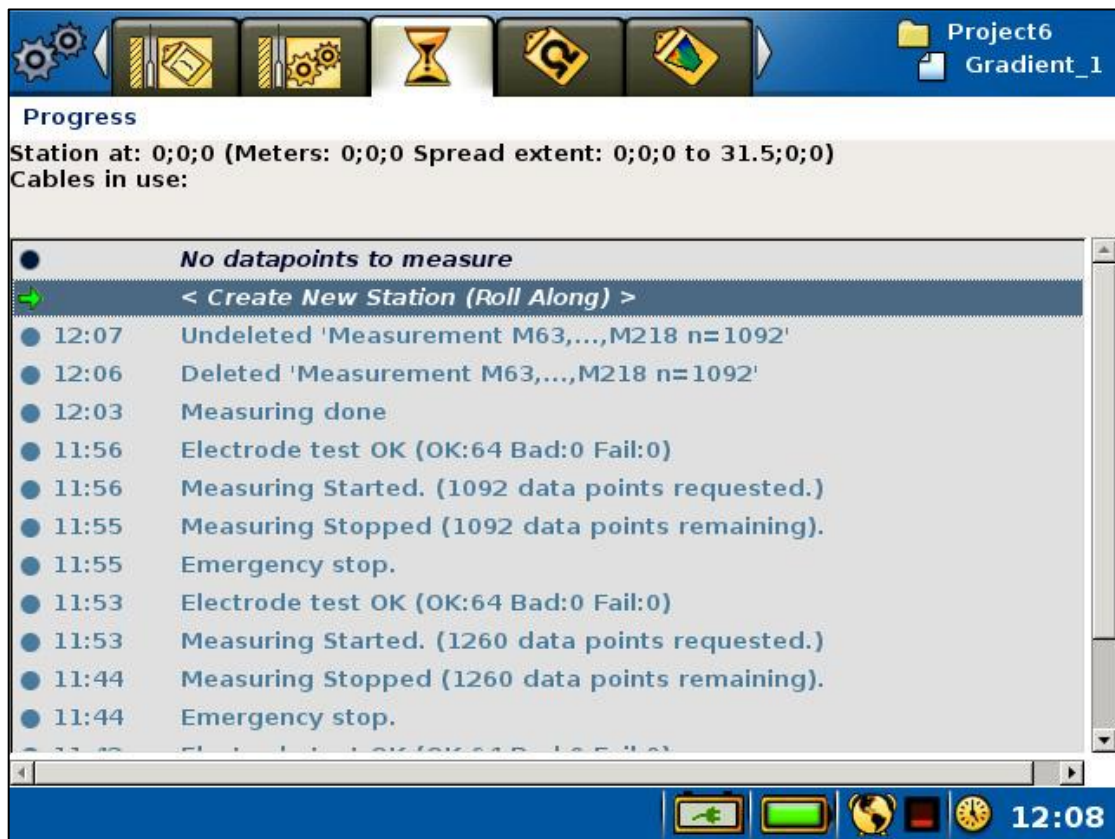 Project6
Gradient_1
Progress
Station at: 0;0;0 (Meters: 0;0;0 Spread extent: 0;0;0 to 31.5;0;0)
Cables in use:
No datapoints to measure
< Create New Station (Roll Along) >
12:07 Undeleted 'Measurement M63,...,M218 n=1092'
12:06 Deleted 'Measurement M63,...,M218 n=1092'
12:03 Measuring done
11:56 Electrode test OK (OK:64 Bad:0 Fail:0)
11:56 Measuring Started. (1092 data points requested.)
11:55 Measuring Stopped (1092 data points remaining).
11:55 Emergency stop.
11:53 Electrode test OK (OK:64 Bad:0 Fail:0)
11:53 Measuring Started. (1260 data points requested.)
11:44 Measuring Stopped (1260 data points remaining).
11:44 Emergency stop.
12:08